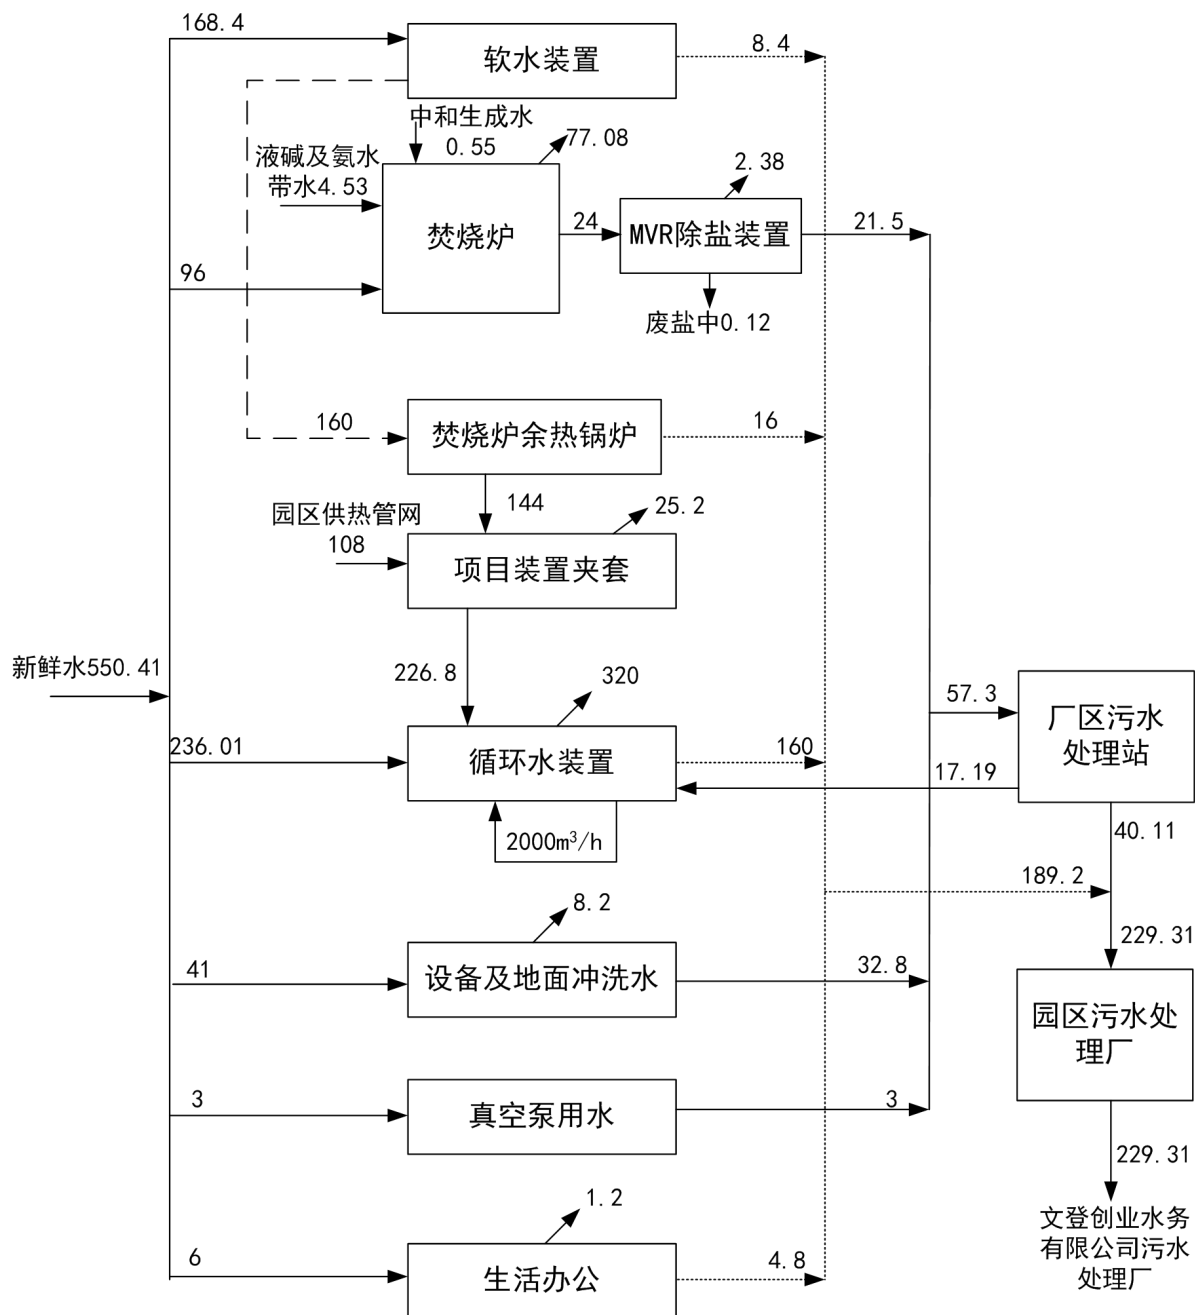 168.4
软水装置
8.4
中和生成水
0.55
77.08
液碱及氨水
带水4.53
焚烧炉
24
2.38
MVR除盐装置
21.5
96
废盐中0.12
160
焚烧炉余热锅炉
16
144
园区供热管网
108
25.2
项目装置夹套
新鲜水550.41
226.8
320
57.3
厂区污水
处理站
236.01
循环水装置
160
17.19
2000m³/h
40.11
189.2
8.2
229.31
41
设备及地面冲洗水
32.8
园区污水处
理厂
3
真空泵用水
3
229.31
1.2
文登创业水务
有限公司污水
处理厂
6
生活办公
4.8